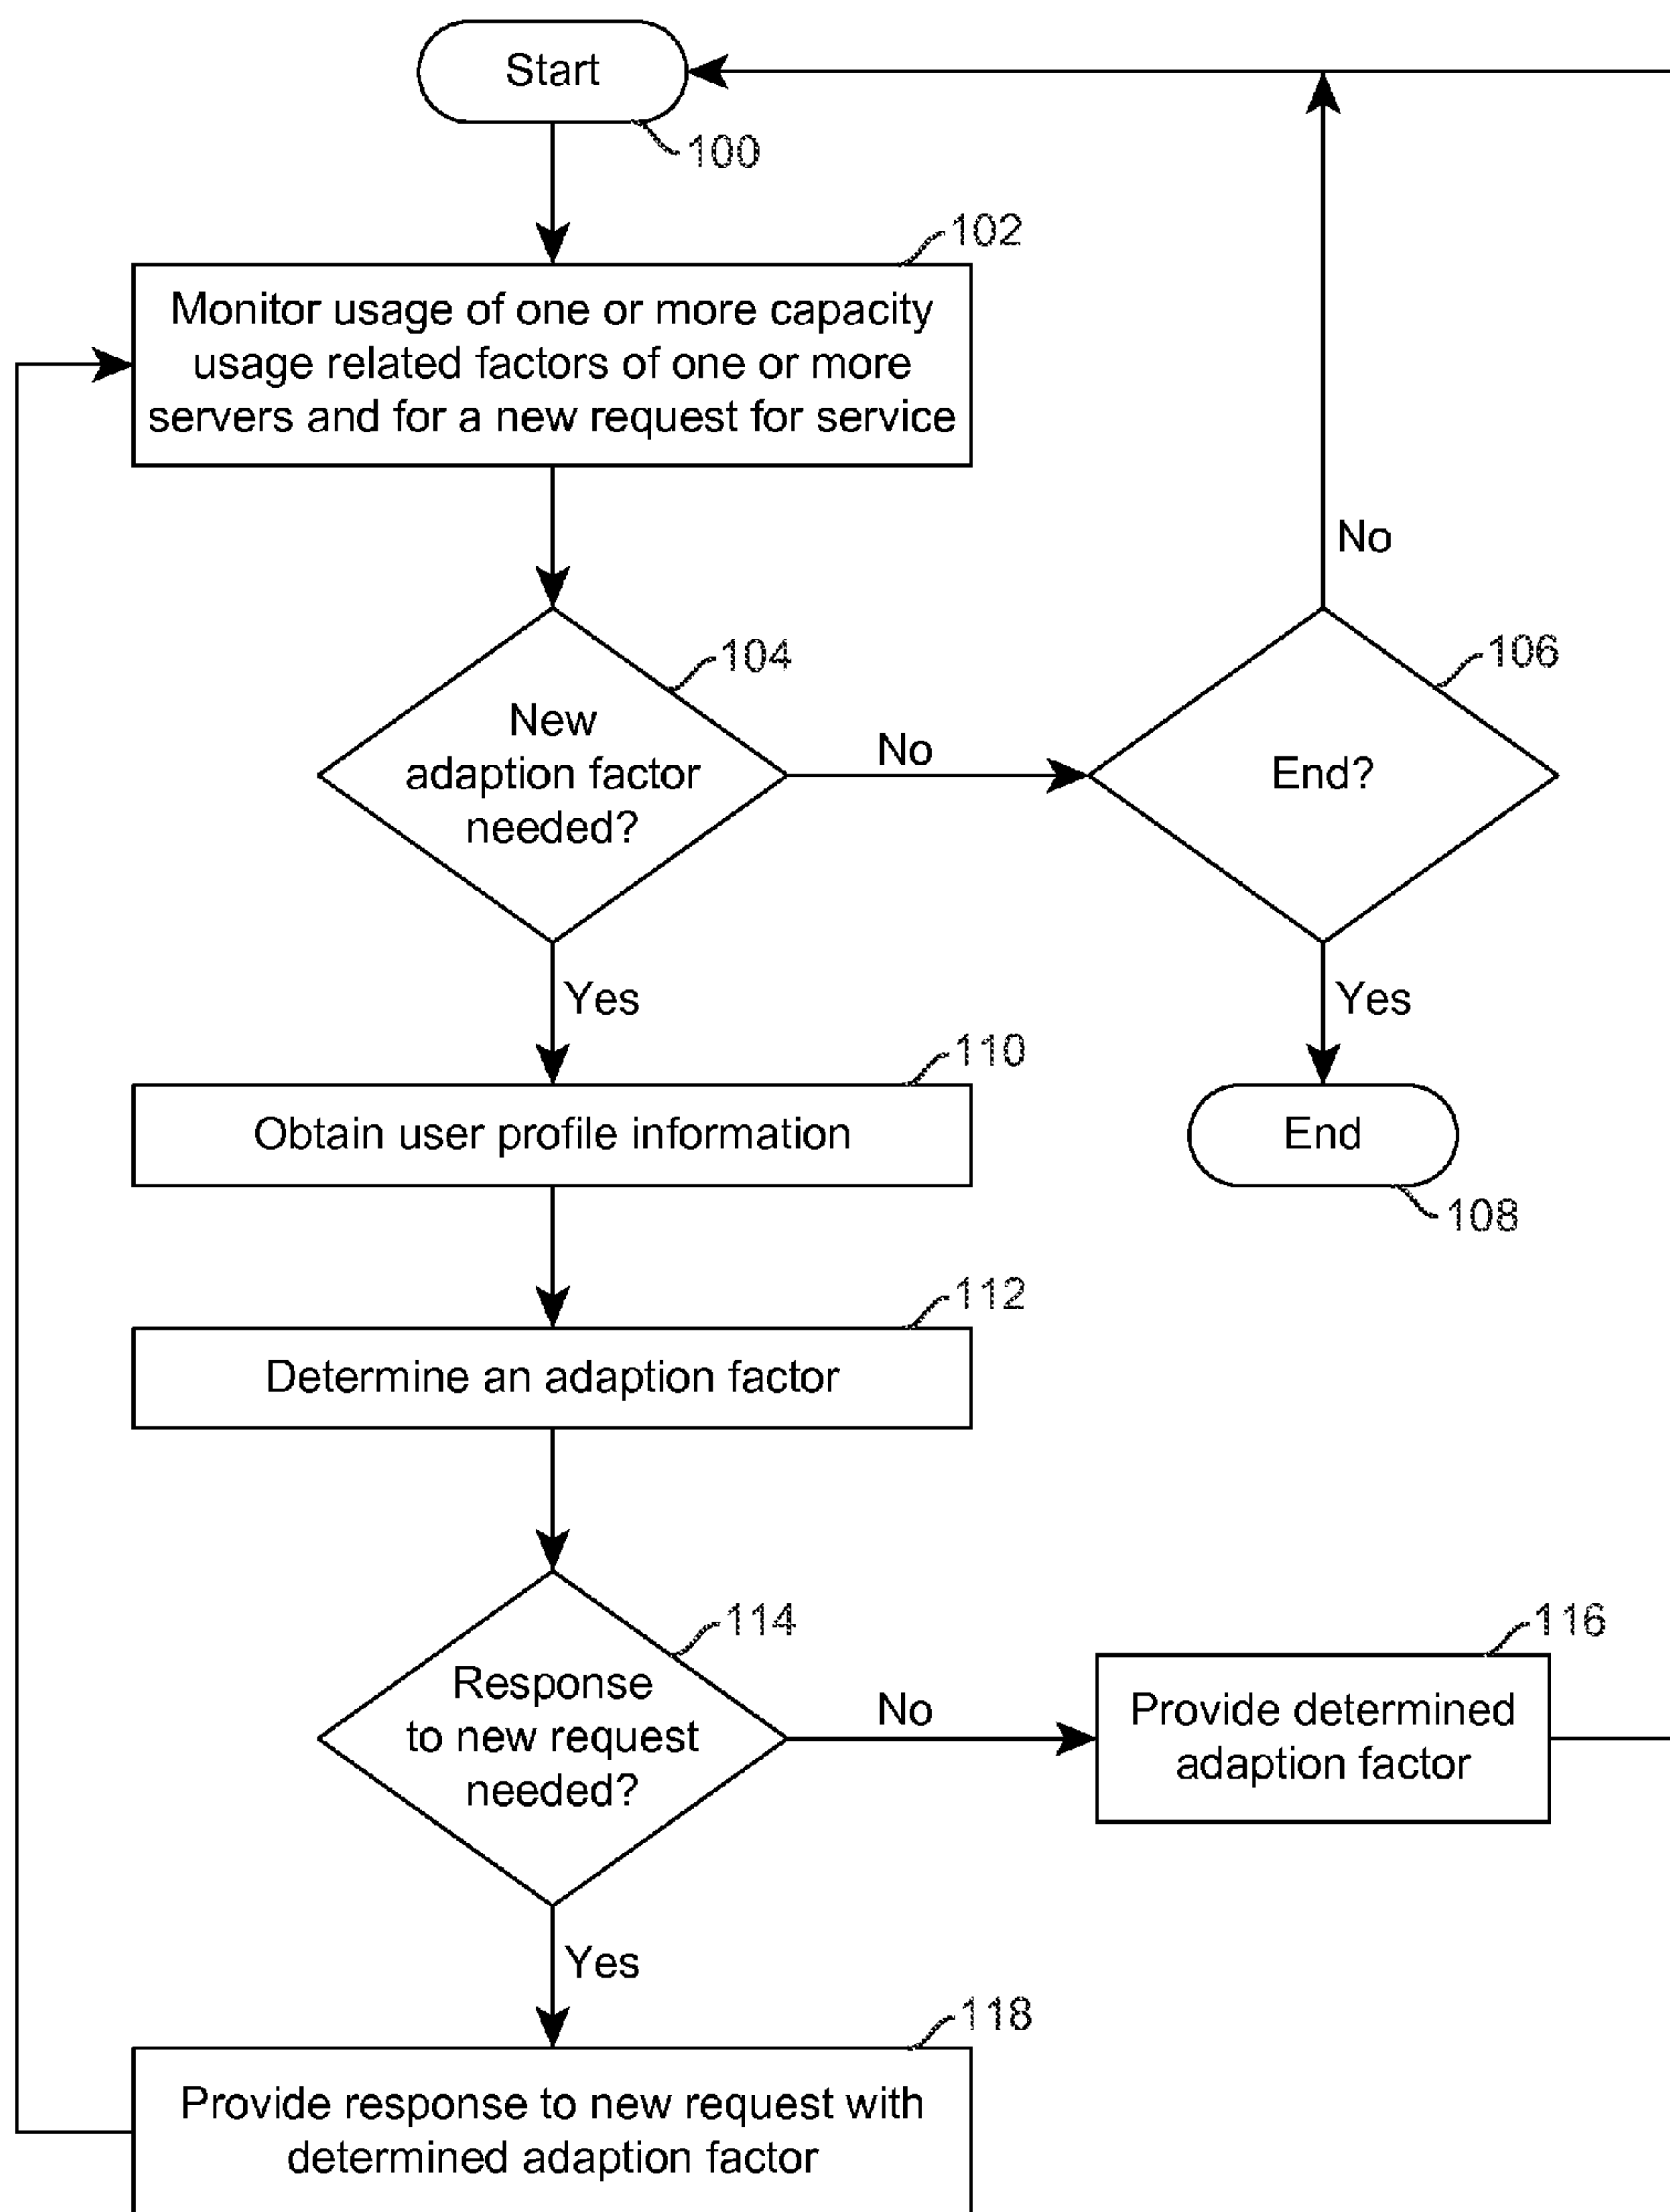 Start
100
102
Monitor usage of one or more capacity
usage related factors of one or more
servers and for a new request for service
No
104
106
New
adaption factor
needed?
No
End?
Yes
Yes
110
Obtain user profile information
End
108
112
Determine an adaption factor
114
116
Response
to new request
needed?
No
Provide determined
adaption factor
Yes
118
Provide response to new request with
determined adaption factor